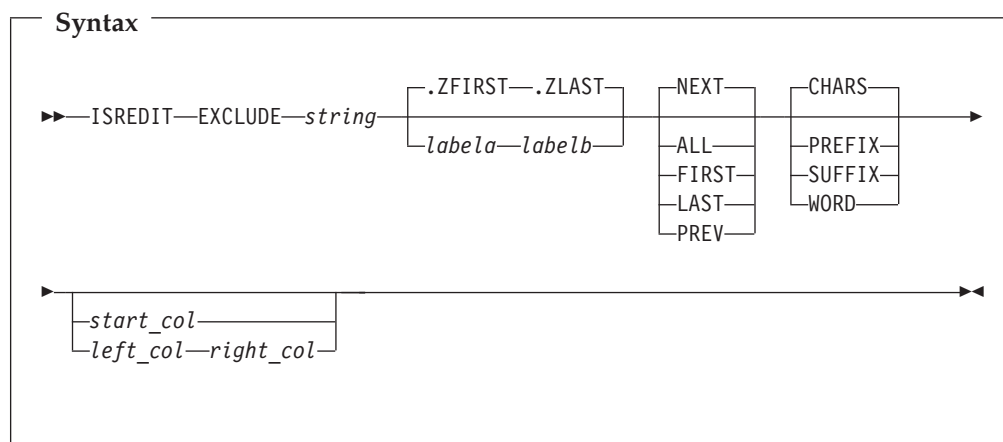 Syntax
.ZFIRST .ZLAST NEXT CHARS
ISREDIT EXCLUDE string
labela labelb ALL PREFIX
FIRST SUFFIX
LAST WORD
PREV
start_col
left_col right_col